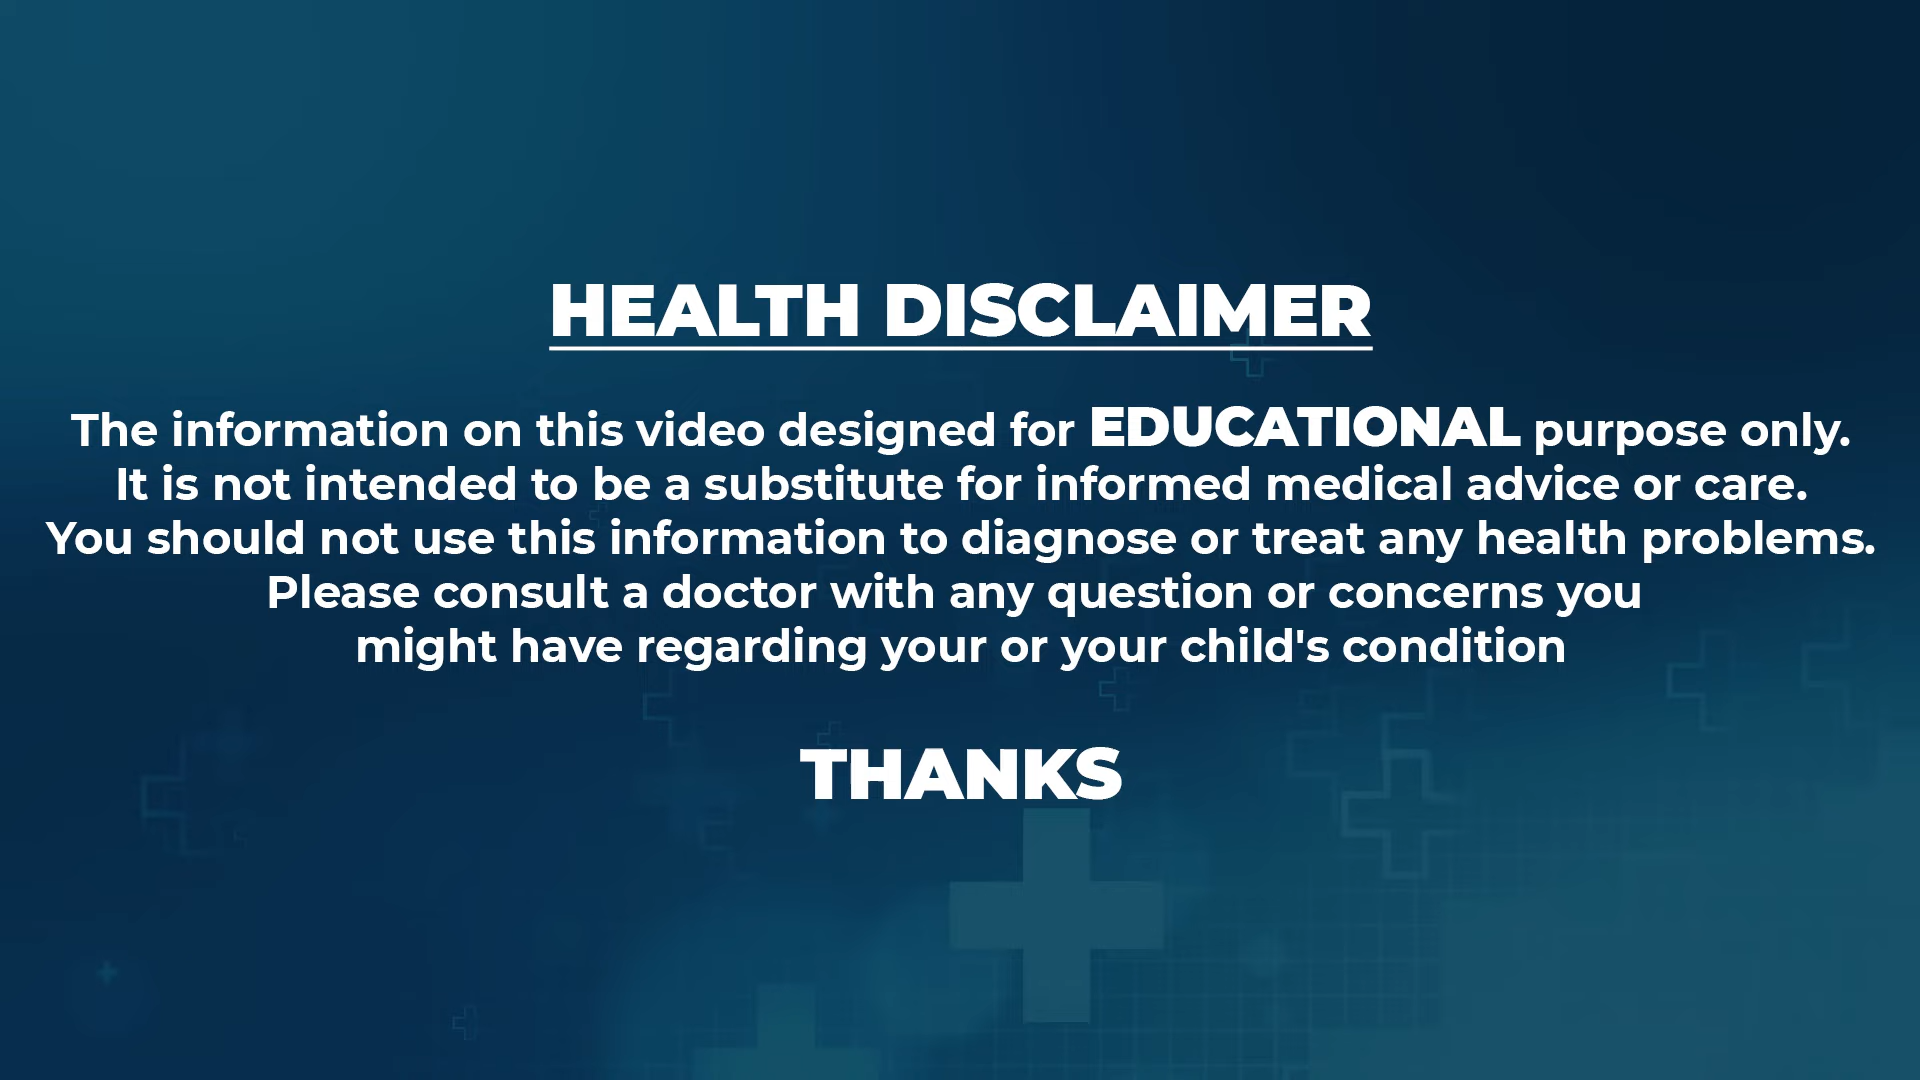 HEALTH DISCLAIMER
The information on this video designed for EDUCATIONAL purpose only.
It is not intended to be a substitute for informed medical advice or care.
You should not use this information to diagnose or treat any health problems.
Please consult a doctor with any question or concerns you
might have regarding your or your child's condition
THANKS